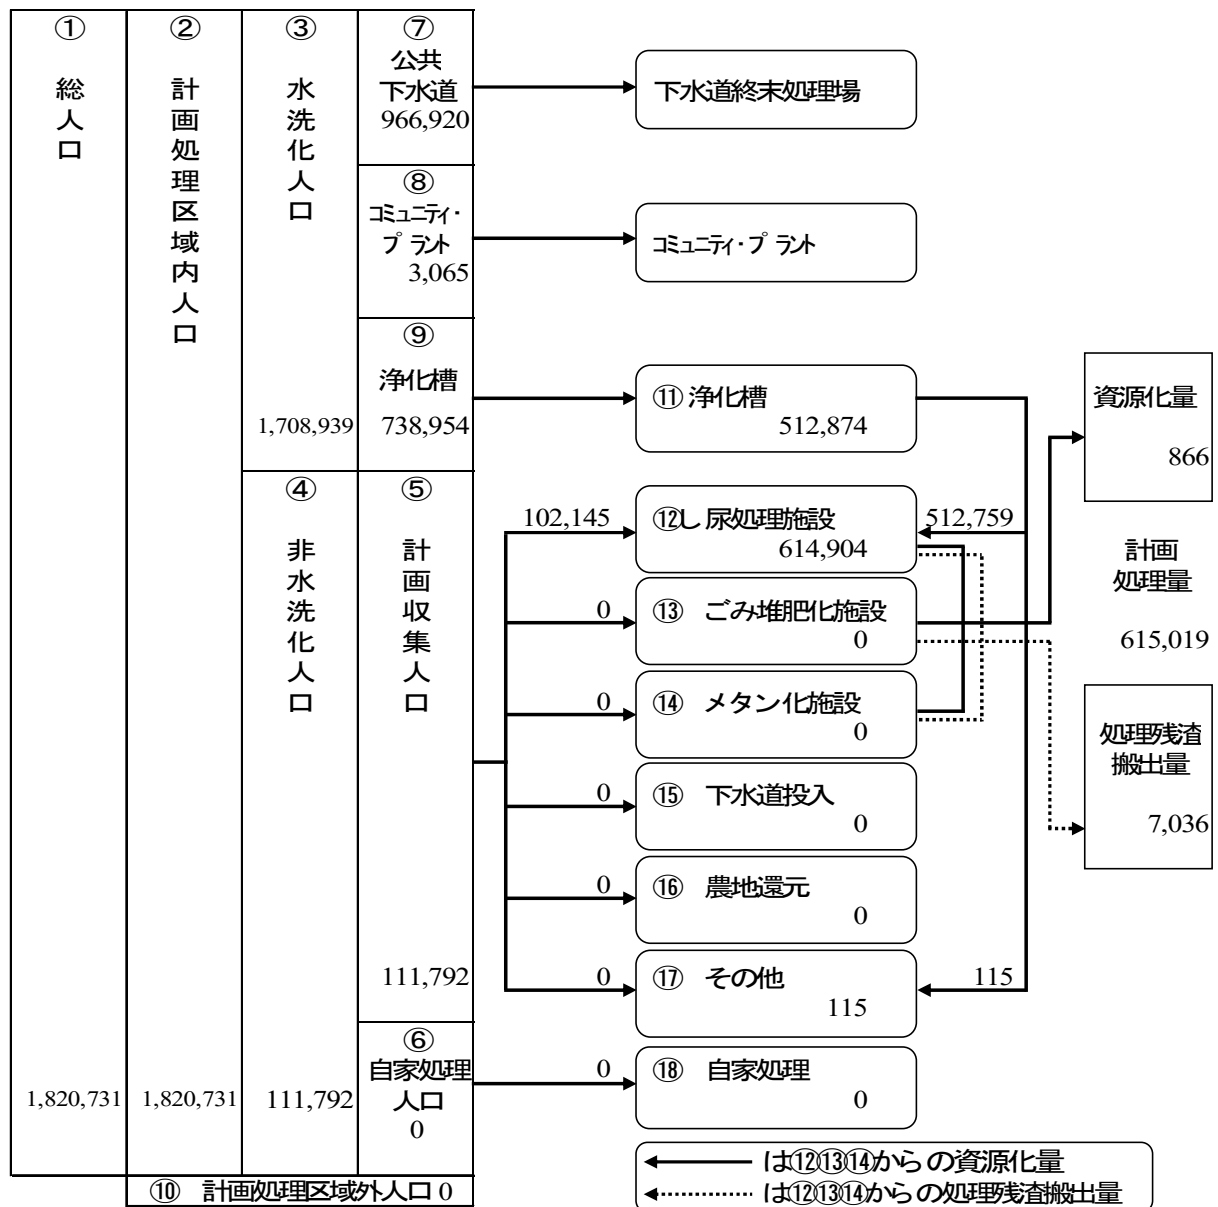 ①
総人口
1,820,731
②
計画処理区域内人口
1,820,731
③
水洗化人口
1,708,939
④
非水洗化人口
111,792
⑦
公共
下水道
966,920
⑧
コミュニティ・
プラント
3,065
⑨
浄化槽
738,954
⑤
計画収集人口
111,792
⑥
自家処理
人口
0
⑩ 計画処理区域外人口 0
下水道終末処理場
コミュニティ・プラント
⑪ 浄化槽
512,874
102,145
⑫し尿処理施設
614,904
512,759
0
⑬ ごみ堆肥化施設
0
0
⑭ メタン化施設
0
0
⑮ 下水道投入
0
0
⑯ 農地還元
0
0
⑰ その他
115
115
0
⑱ 自家処理
0
資源化量
866
計画
処理量
615,019
処理残渣
搬出量
7,036
は⑫⑬⑭からの資源化量
は⑫⑬⑭からの処理残渣搬出量